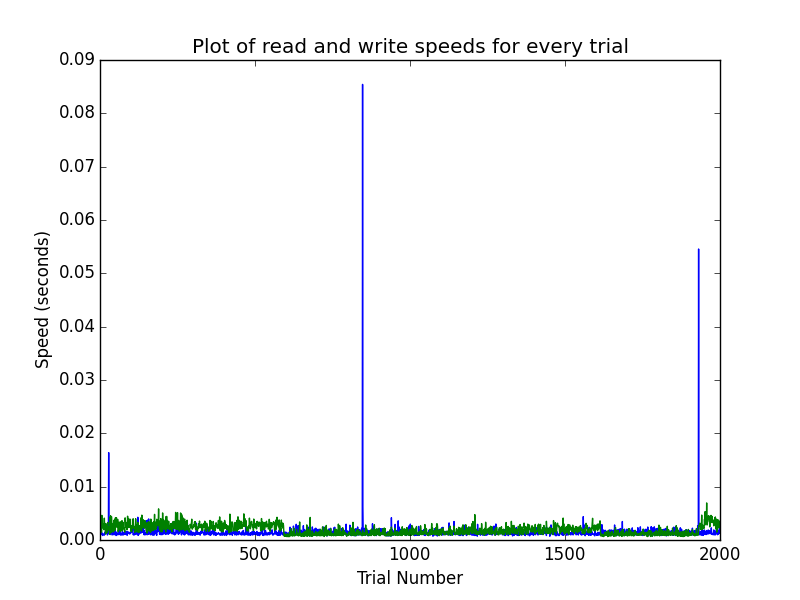 Plot of read and write speeds for every trial
0.09
0.08
0.07
0.06
0.05
0.04
0.03
0.02
0.01
0.00
Speed (seconds)
0 500 1000 1500 2000
Trial Number